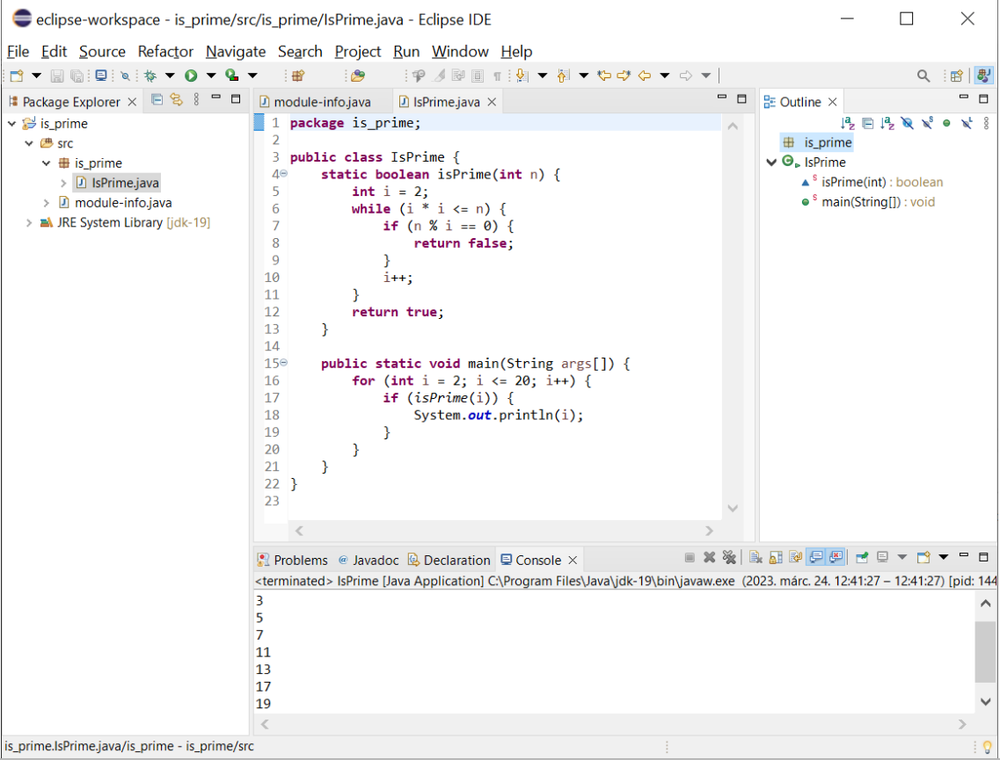 eclipse-workspace - is_prime/src/is_prime/IsPrime.java - Eclipse IDE
File Edit Source Refactor Navigate Search Project Run Window Help
Package Explorer
is_prime
src
is_prime
IsPrime.java
module-info.java
JRE System Library [jdk-19]
module-info.java IsPrime.java
1 package is_prime;
2
3 public class IsPrime {
4     static boolean isPrime(int n) {
5         int i = 2;
6         while (i * i <= n) {
7             if (n % i == 0) {
8                 return false;
9             }
10             i++;
11         }
12         return true;
13     }
14
15     public static void main(String args[]) {
16         for (int i = 2; i <= 20; i++) {
17             if (isPrime(i)) {
18                 System.out.println(i);
19             }
20         }
21     }
22 }
23
Outline
is_prime
IsPrime
isPrime(int) : boolean
main(String[]) : void
Problems Javadoc Declaration Console
<terminated> IsPrime [Java Application] C:\Program Files\Java\jdk-19\bin\javaw.exe (2023. márc. 24. 12:41:27 – 12:41:27) [pid: 144
3
5
7
11
13
17
19
is_prime.IsPrime.java/is_prime - is_prime/src